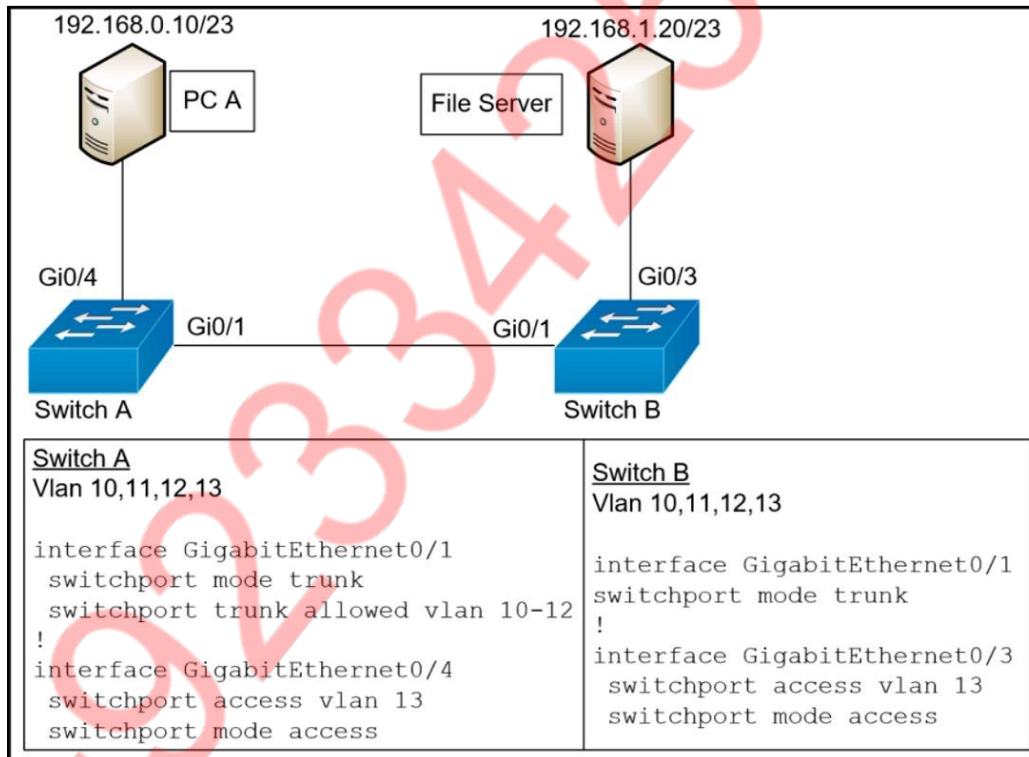 192.168.0.10/23
192.168.1.20/23
PC A
File Server
Gi0/4
Gi0/3
Gi0/1
Gi0/1
Switch A
Switch B
Switch A
Vlan 10,11,12,13
interface GigabitEthernet0/1
switchport mode trunk
switchport trunk allowed vlan 10-12
!
interface GigabitEthernet0/4
switchport access vlan 13
switchport mode access
Switch B
Vlan 10,11,12,13
interface GigabitEthernet0/1
switchport mode trunk
!
interface GigabitEthernet0/3
switchport access vlan 13
switchport mode access